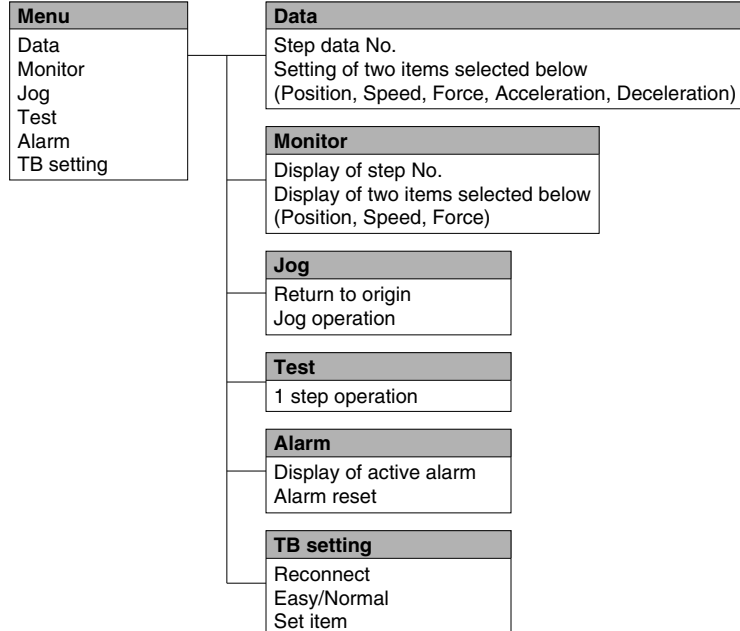 Menu
Data
Monitor
Jog
Test
Alarm
TB setting
Data
Step data No.
Setting of two items selected below
(Position, Speed, Force, Acceleration, Deceleration)
Monitor
Display of step No.
Display of two items selected below
(Position, Speed, Force)
Jog
Return to origin
Jog operation
Test
1 step operation
Alarm
Display of active alarm
Alarm reset
TB setting
Reconnect
Easy/Normal
Set item